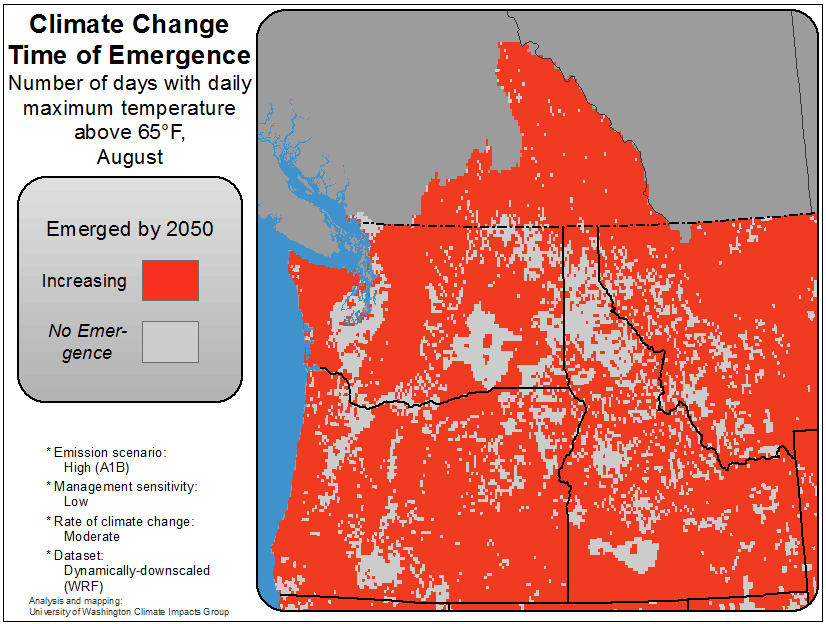 Climate Change
Time of Emergence
Number of days with daily
maximum temperature
above 65°F,
August
Emerged by 2050
Increasing
No Emer-
gence
* Emission scenario:
High (A1B)
* Management sensitivity:
Low
* Rate of climate change:
Moderate
* Dataset:
Dynamically-downscaled
(WRF)
Analysis and mapping:
University of Washington Climate Impacts Group